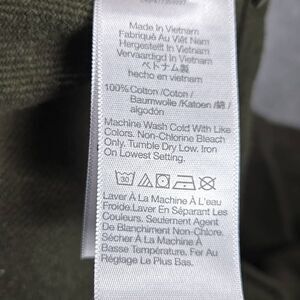 Made In Vietnam
Fabriqué Au Viêt Nam
Hergestellt In Vietnam
Vervaardigd In Vietnam
ベトナム製
hecho en vietnam
100% Cotton /Coton /
Baumwolle /Katoen /綿 /
algodón
Machine Wash Cold With Like
Colors. Non-Chlorine Bleach
Only. Tumble Dry Low. Iron
On Lowest Setting.
30
Laver À La Machine À L'eau
Froide.Laver En Séparant Les
Couleurs. Seulement Agent
De Blanchiment Non-Chloré.
Sécher À La Machine À
Basse Température. Fer Au
Réglage Le Plus Bas.